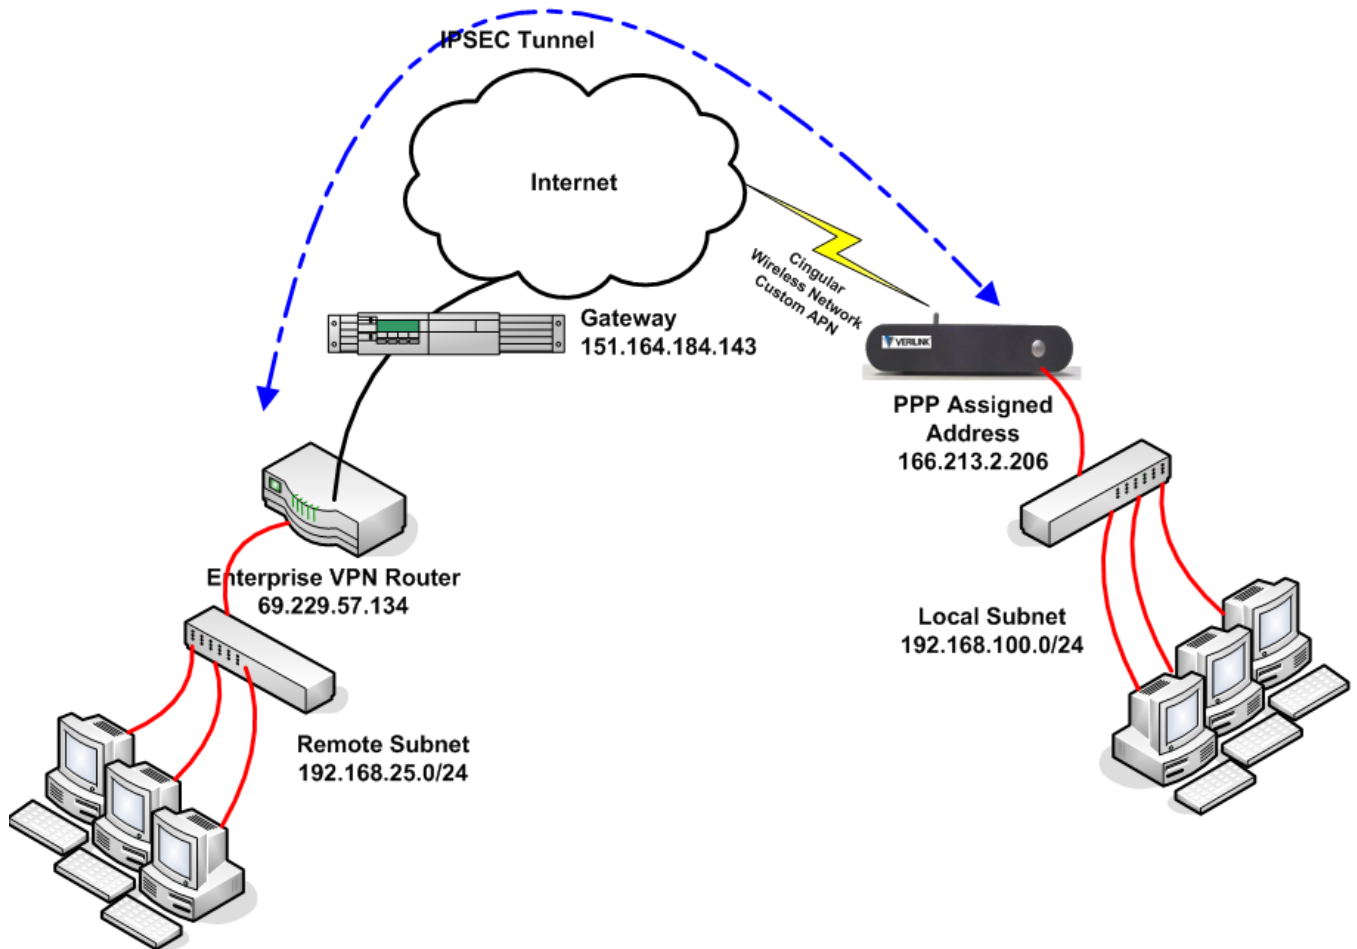 IPSEC Tunnel
Internet
Cingular
Wireless Network
Custom APN
Gateway
151.164.184.143
VERILINK
PPP Assigned
Address
166.213.2.206
Enterprise VPN Router
69.229.57.134
Local Subnet
192.168.100.0/24
Remote Subnet
192.168.25.0/24